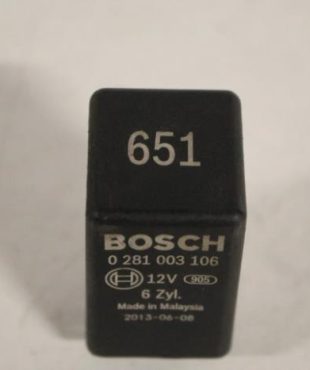 651
BOSCH
0 281 003 106
12V 905
6 Zyl.
Made in Malaysia
2013-06-08